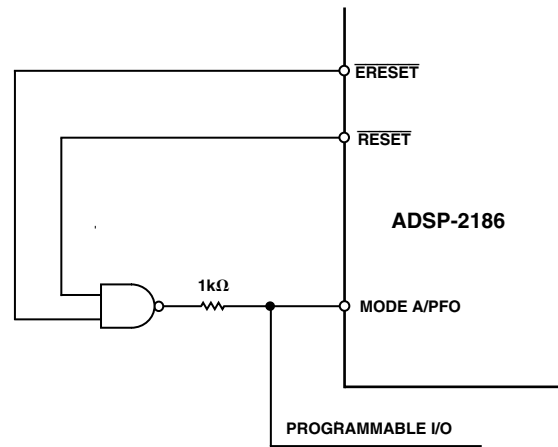 ERESET
RESET
ADSP-2186
1kΩ
MODE A/PFO
PROGRAMMABLE I/O